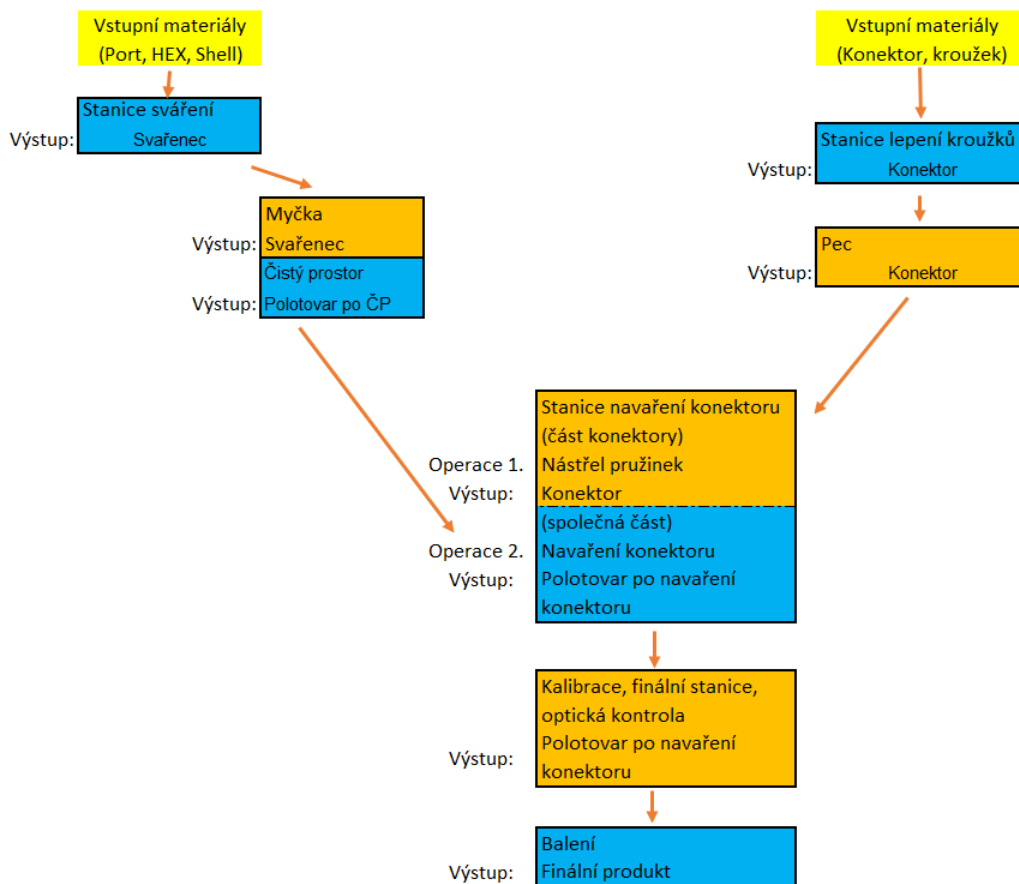 Vstupní materiály
(Port, HEX, Shell)
Stanice sváření
Výstup: Svařenec
Myčka
Výstup: Svařenec
Čistý prostor
Výstup: Polotovar po ČP
Vstupní materiály
(Konektor, kroužek)
Stanice lepení kroužků
Výstup: Konektor
Pec
Výstup: Konektor
Stanice navaření konektoru
(část konektory)
Operace 1. Nástřel pružinek
Výstup: Konektor
(společná část)
Operace 2. Navaření konektoru
Výstup: Polotovar po navaření
konektoru
Kalibrace, finální stanice,
optická kontrola
Polotovar po navaření
Výstup: konektoru
Balení
Výstup: Finální produkt